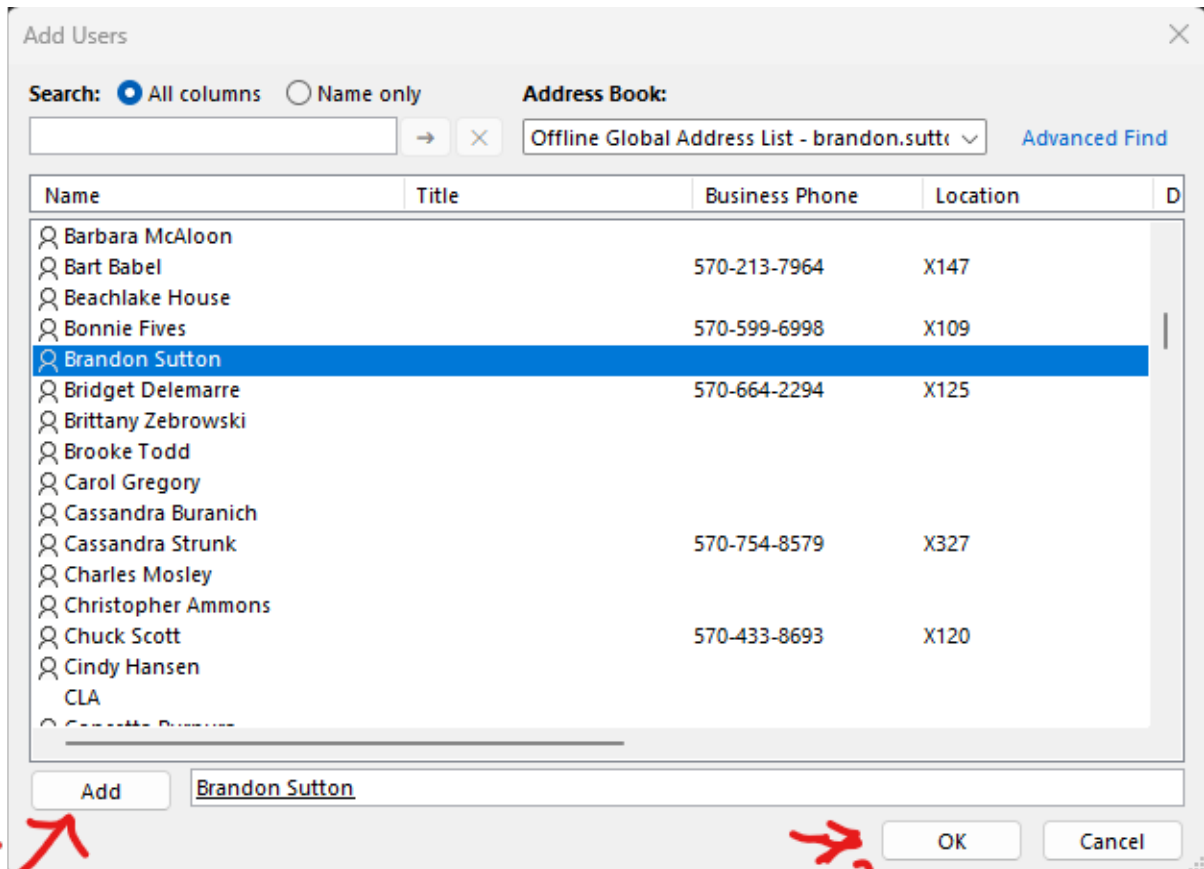 Add Users
Search: All columns Name only Address Book:
Offline Global Address List - brandon.sutt Advanced Find
Name Title Business Phone Location D
Barbara McAloon
Bart Babel 570-213-7964 X147
Beachlake House
Bonnie Fives 570-599-6998 X109
Brandon Sutton
Bridget Delemarre 570-664-2294 X125
Brittany Zebrowski
Brooke Todd
Carol Gregory
Cassandra Buranich
Cassandra Strunk 570-754-8579 X327
Charles Mosley
Christopher Ammons
Chuck Scott 570-433-8693 X120
Cindy Hansen
CLA
Add Brandon Sutton
OK Cancel